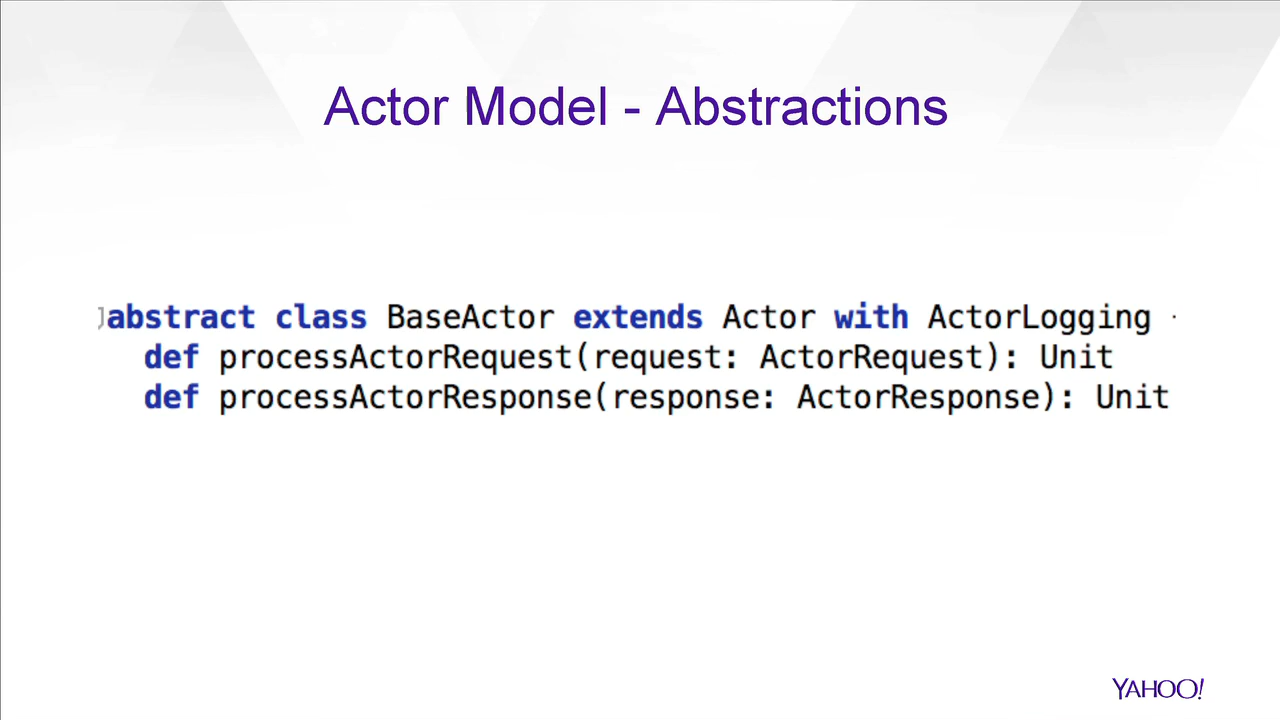 Actor Model - Abstractions
abstract class BaseActor extends Actor with ActorLogging
def processActorRequest(request: ActorRequest): Unit
def processActorResponse(response: ActorResponse): Unit
YAHOO!